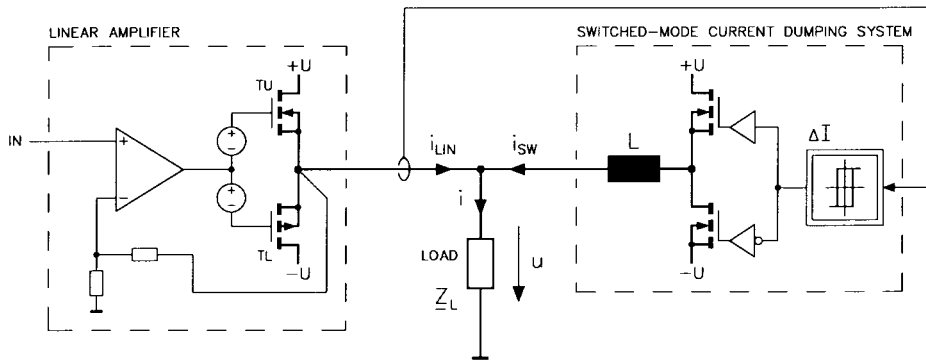 LINEAR AMPLIFIER
SWITCHED-MODE CURRENT DUMPING SYSTEM
+U
+U
TU
IN
+
−
+
−
+
−
i_LIN
i_SW
L
ΔI
i
TL
−U
LOAD
Z_L
u
−U